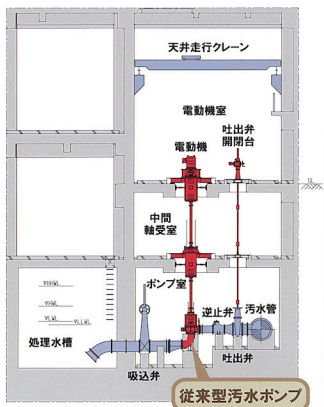 天井走行クレーン
電動機室
吐出弁
開閉台
電動機
中間
軸受室
ポンプ室
逆止弁
汚水管
処理水槽
吸込弁
吐出弁
従来型汚水ポンプ